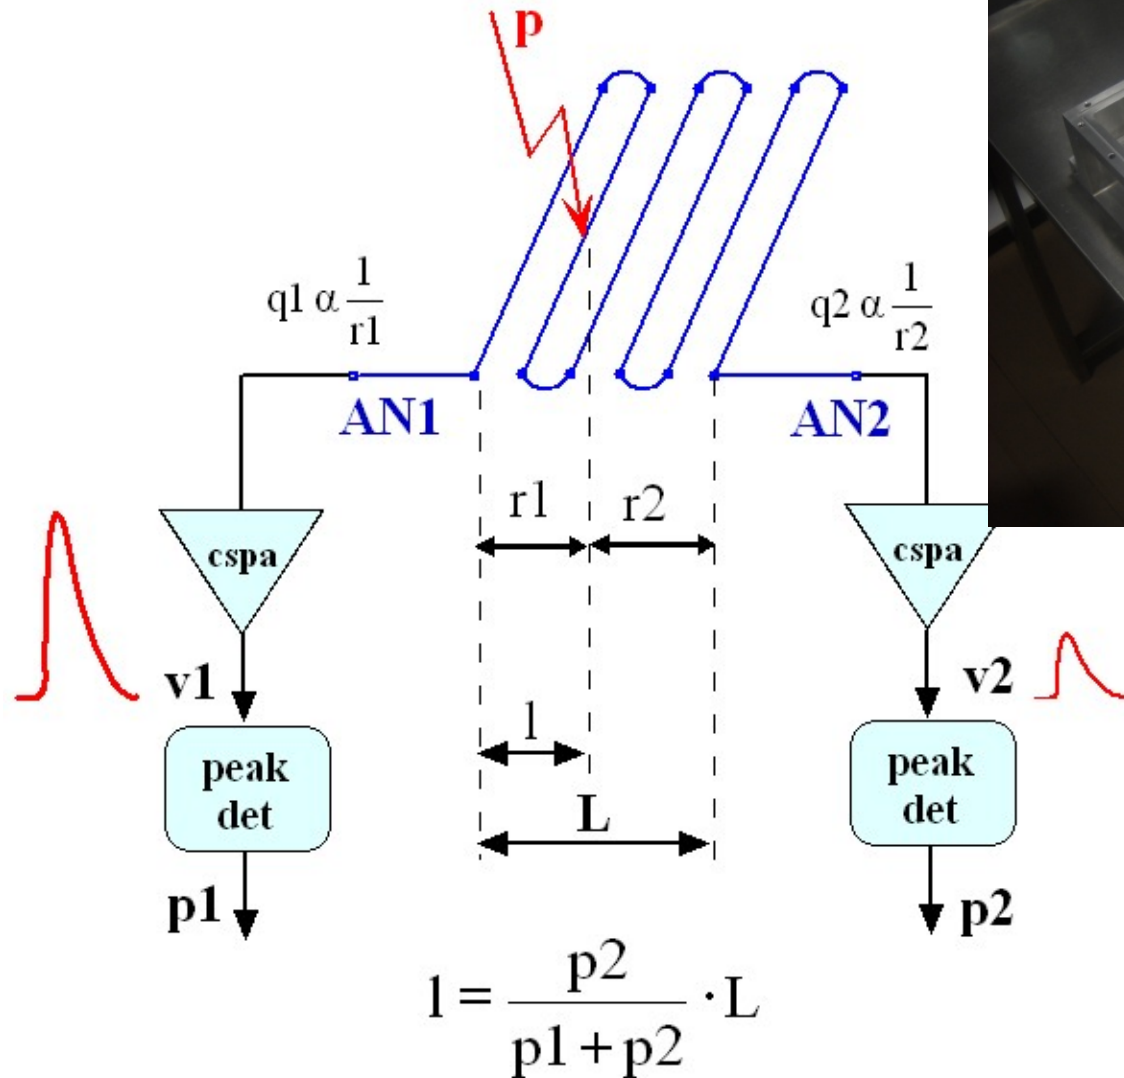 p
q1 α 1/r1
q2 α 1/r2
AN1
AN2
r1
r2
cspa
cspa
v1
v2
l
peak
det
peak
det
L
p1
p2
l = p2/(p1 + p2) · L